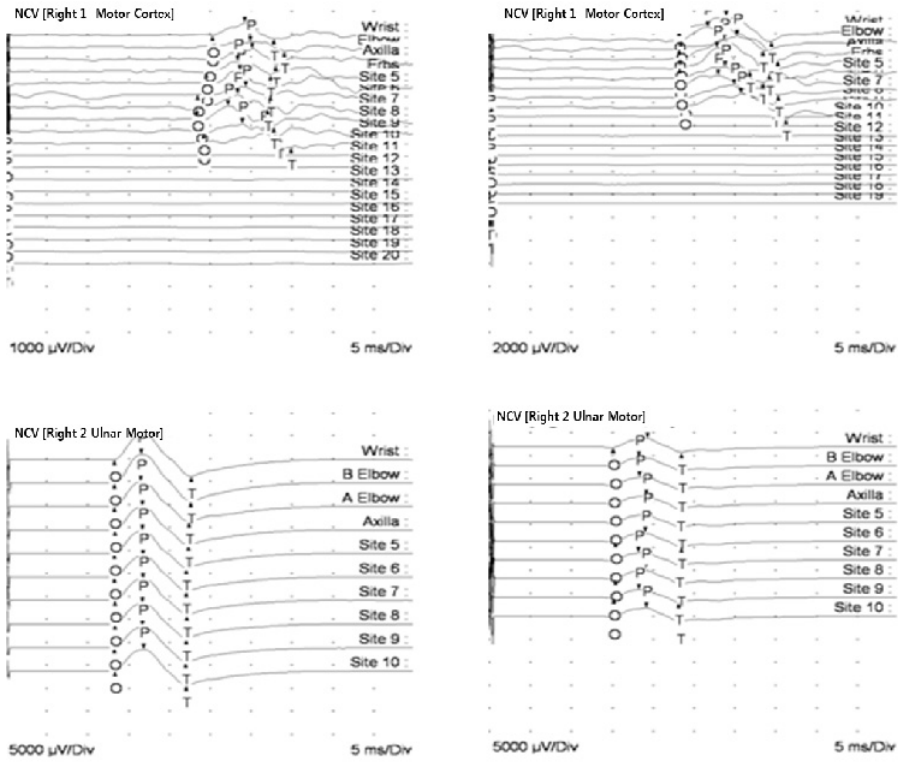 NCV [Right 1 Motor Cortex]
Wrist
Elbow
Axilla
Erbs
Site 5
Site 6
Site 7
Site 8
Site 9
Site 10
Site 11
Site 12
Site 13
Site 14
Site 15
Site 16
Site 17
Site 18
Site 19
Site 20
1000 µV/Div
5 ms/Div
NCV [Right 1 Motor Cortex]
Wrist
Elbow
Axilla
Erbs
Site 5
Site 7
Site 10
Site 11
Site 12
Site 13
Site 14
Site 15
Site 16
Site 17
Site 18
Site 19
2000 µV/Div
5 ms/Div
NCV [Right 2 Ulnar Motor]
Wrist
B Elbow
A Elbow
Axilla
Site 5
Site 6
Site 7
Site 8
Site 9
Site 10
5000 µV/Div
5 ms/Div
NCV [Right 2 Ulnar Motor]
Wrist
B Elbow
A Elbow
Axilla
Site 5
Site 6
Site 7
Site 8
Site 9
Site 10
5000 µV/Div
5 ms/Div